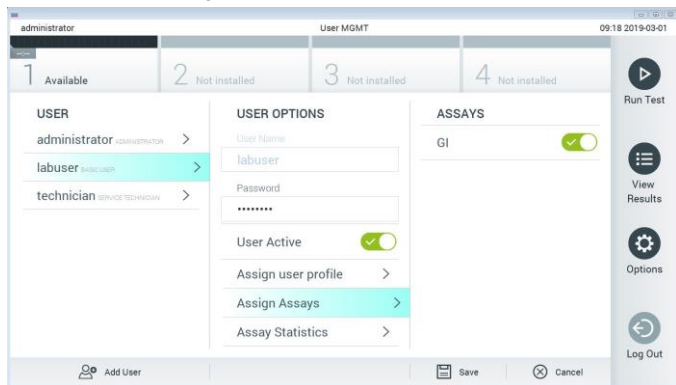 administrator User MGMT 09:18 2019-03-01
1 Available 2 Not installed 3 Not installed 4 Not installed
Run Test
USER USER OPTIONS ASSAYS
administrator ADMINISTRATOR User Name GI
labuser BASIC USER labuser
technician SERVICE TECHNICIAN Password
••••••••
View
Results
User Active
Assign user profile
Options
Assign Assays
Assay Statistics
Log Out
Add User Save Cancel